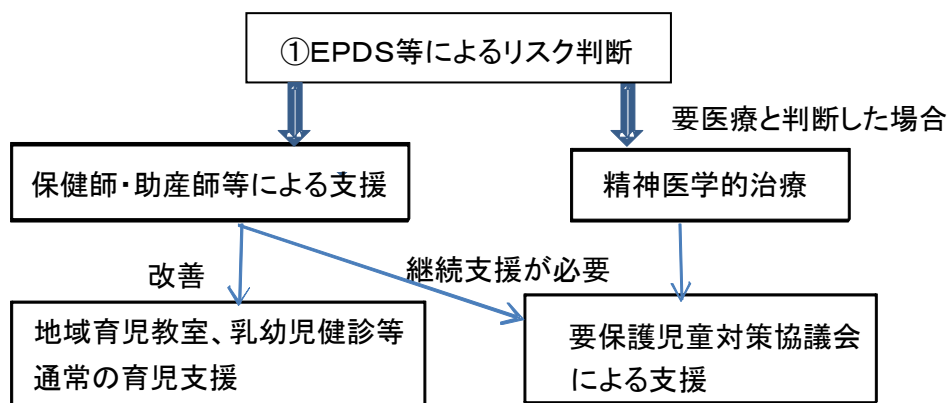 ①EPDS等によるリスク判断
要医療と判断した場合
保健師・助産師等による支援
精神医学的治療
改善
継続支援が必要
地域育児教室、乳幼児健診等
通常の育児支援
要保護児童対策協議会
による支援